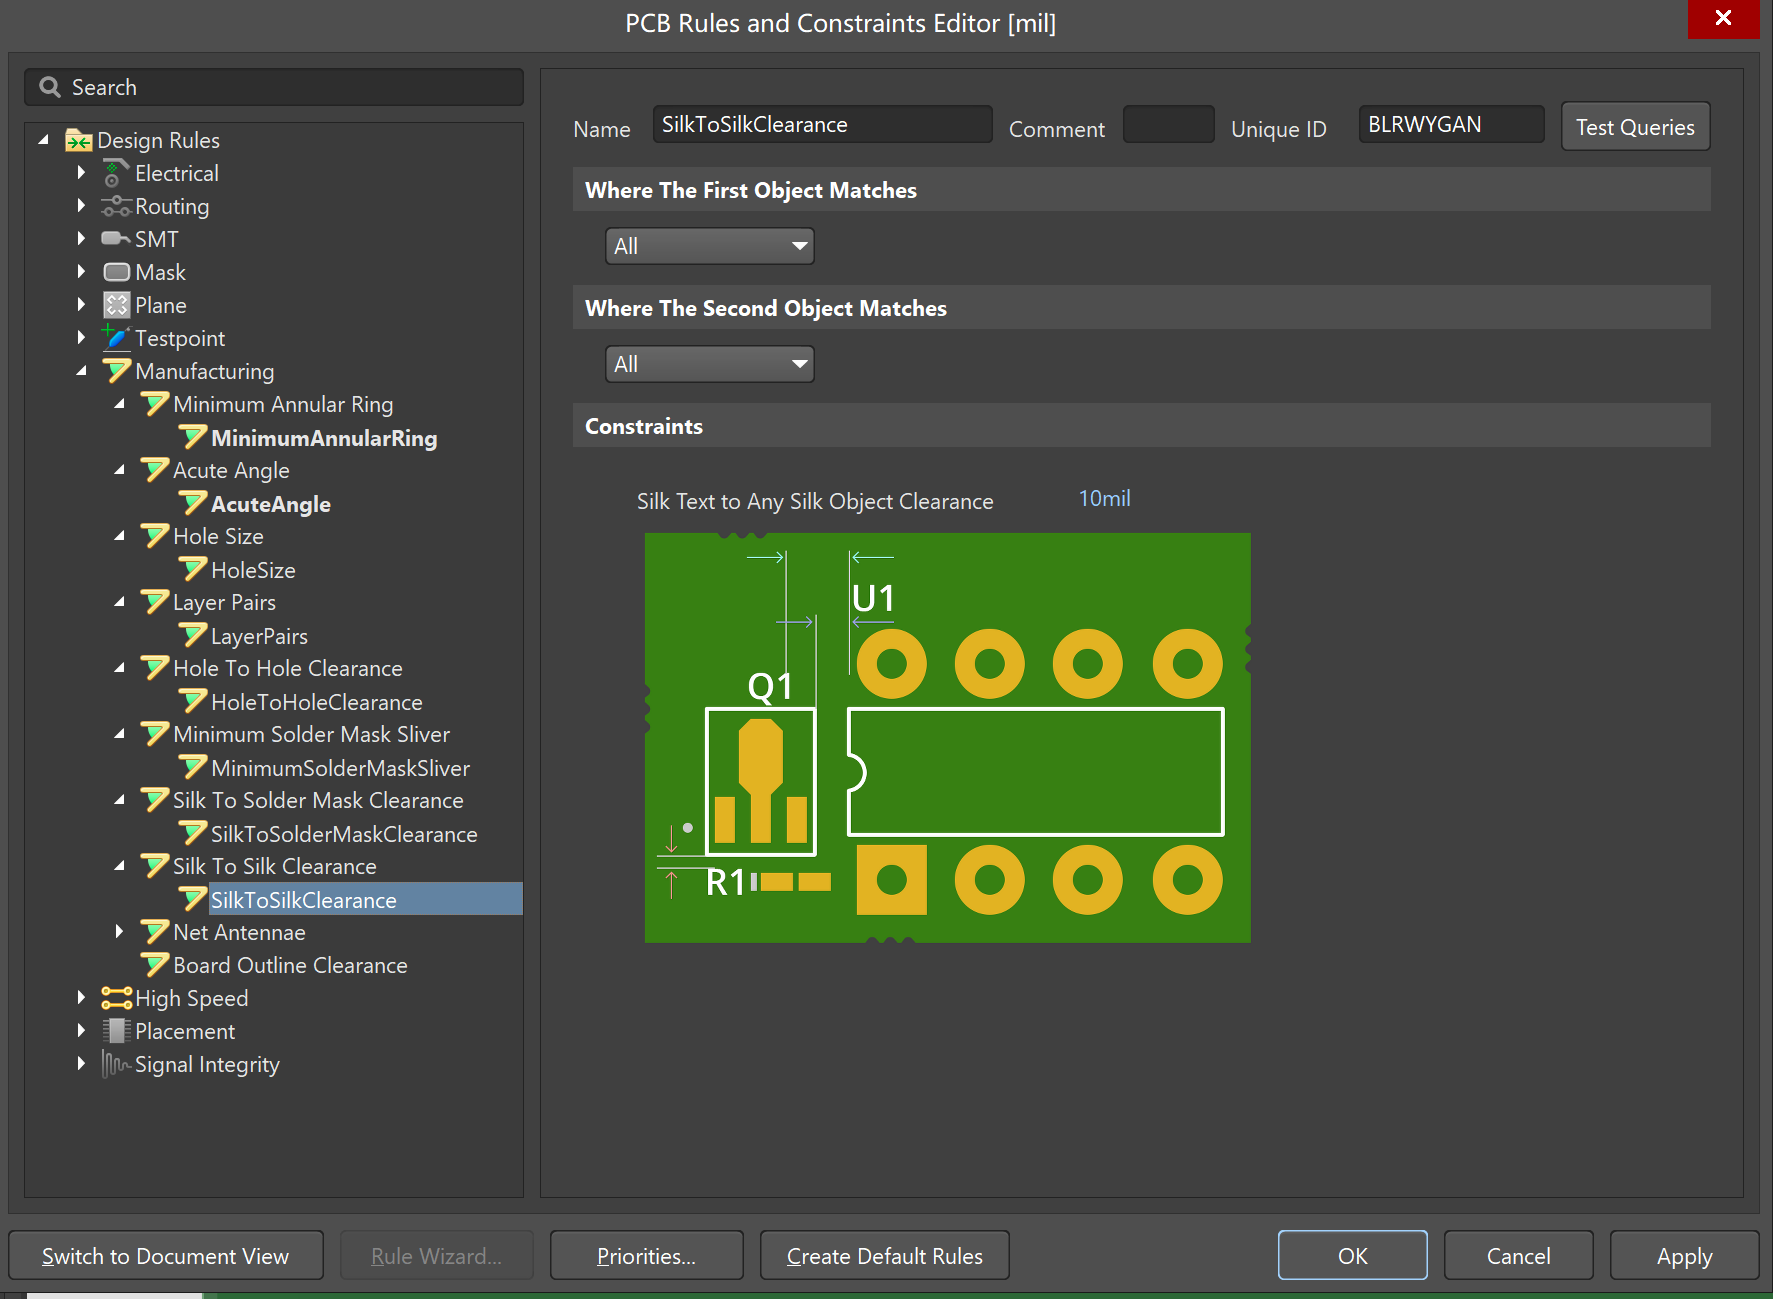 PCB Rules and Constraints Editor [mil]
Search
Design Rules
Electrical
Routing
SMT
Mask
Plane
Testpoint
Manufacturing
Minimum Annular Ring
MinimumAnnularRing
Acute Angle
AcuteAngle
Hole Size
HoleSize
Layer Pairs
LayerPairs
Hole To Hole Clearance
HoleToHoleClearance
Minimum Solder Mask Sliver
MinimumSolderMaskSliver
Silk To Solder Mask Clearance
SilkToSolderMaskClearance
Silk To Silk Clearance
SilkToSilkClearance
Net Antennae
Board Outline Clearance
High Speed
Placement
Signal Integrity
Name SilkToSilkClearance Comment Unique ID BLRWYGAN Test Queries
Where The First Object Matches
All
Where The Second Object Matches
All
Constraints
Silk Text to Any Silk Object Clearance 10mil
U1
Q1
R1
Switch to Document View Rule Wizard... Priorities... Create Default Rules OK Cancel Apply